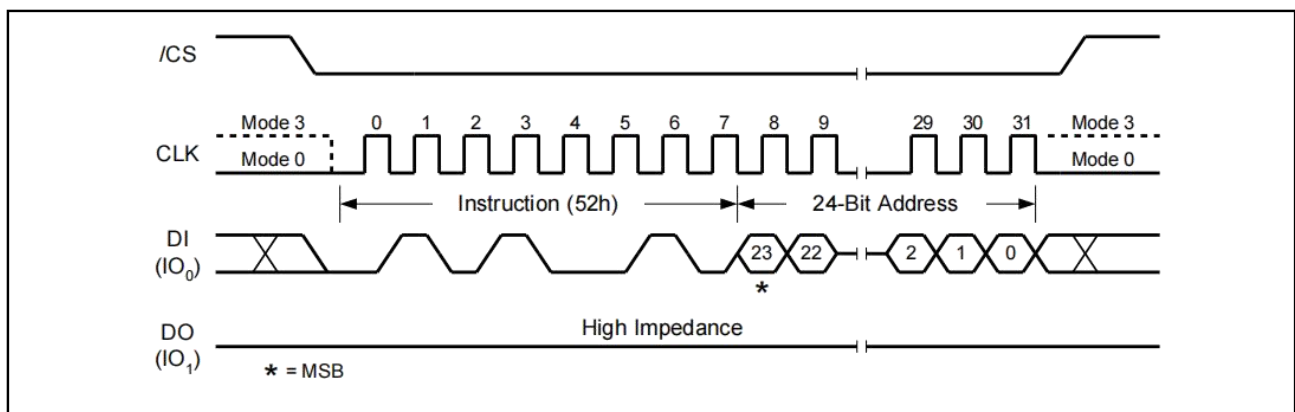 /CS
Mode 3 0 1 2 3 4 5 6 7 8 9 29 30 31 Mode 3
CLK Mode 0 Mode 0
Instruction (52h) 24-Bit Address
DI
(IO0) 23 22 2 1 0
*
DO High Impedance
(IO1)
* = MSB